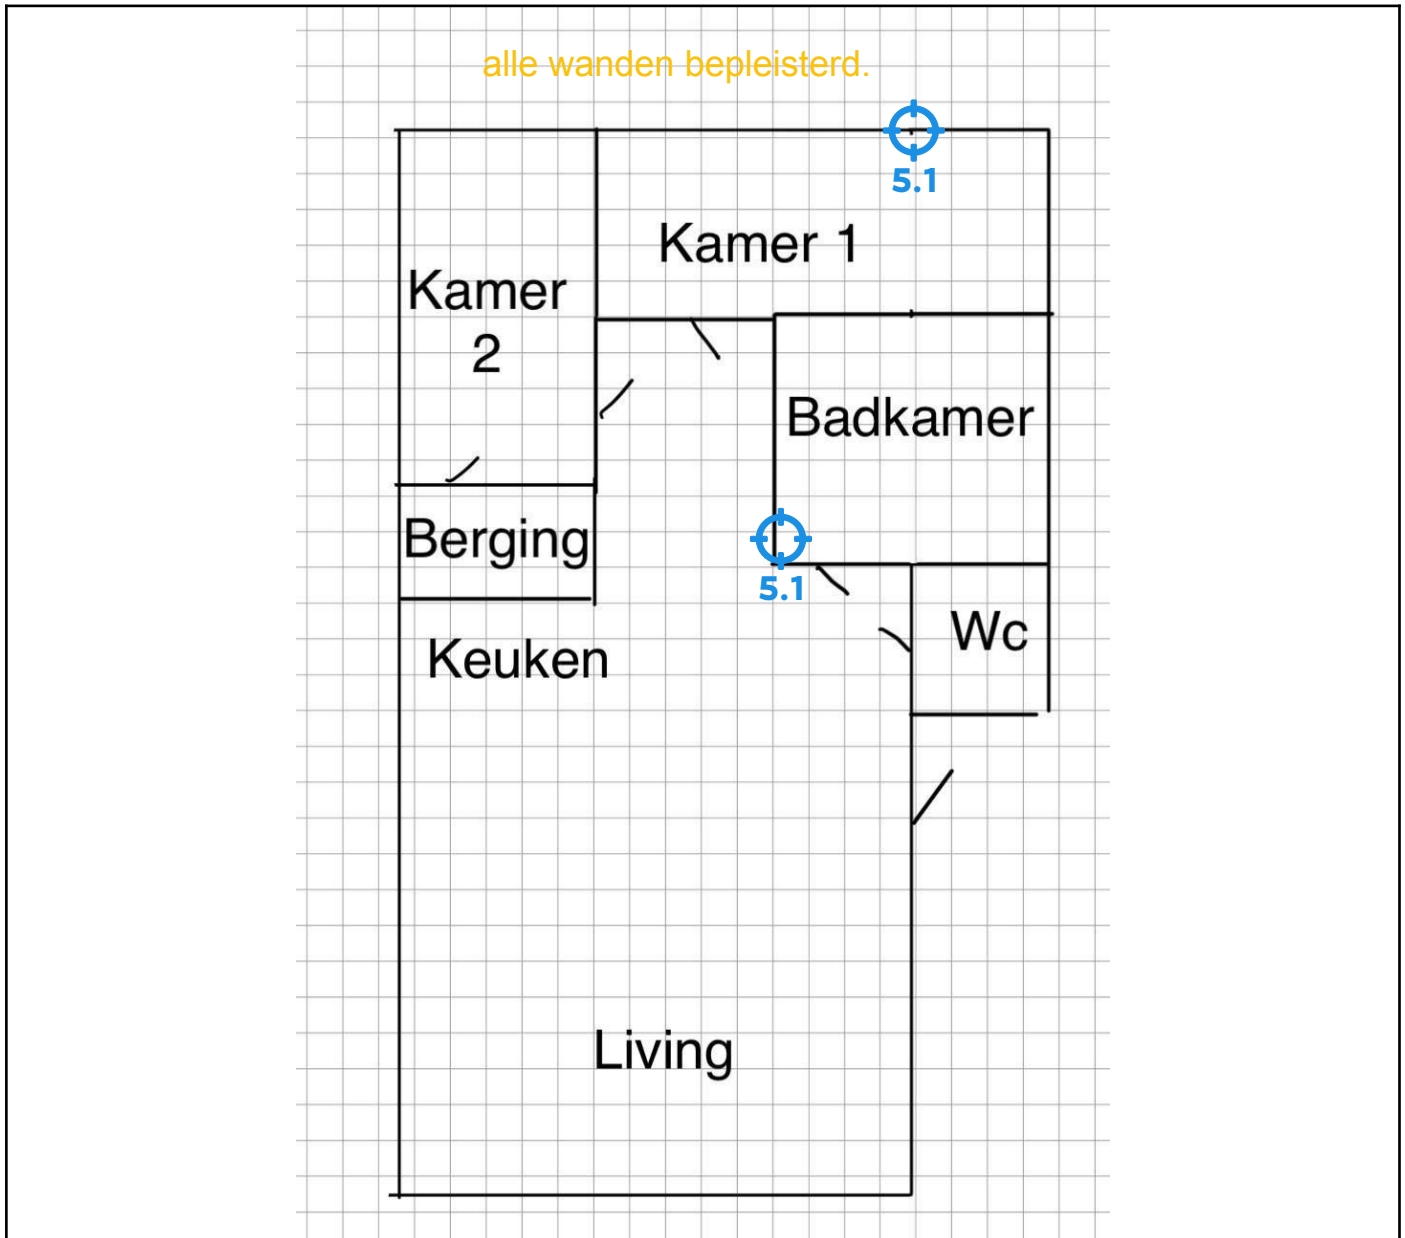 alle wanden bepleisterd.
5.1
Kamer 1
Kamer
2
Badkamer
Berging
5.1
Wc
Keuken
Living